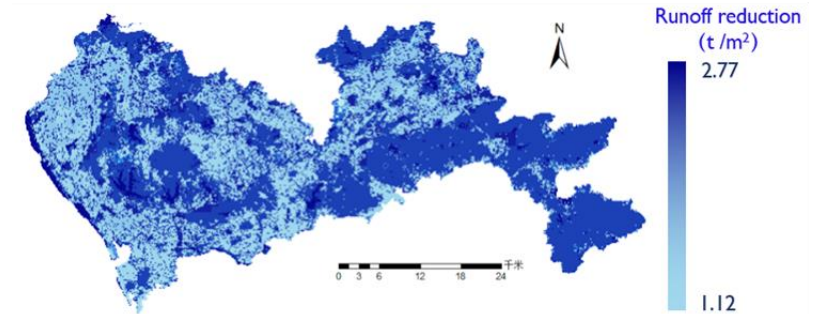 Runoff reduction
(t /m²)
N
2.77
千米
0 3 6 12 18 24
1.12